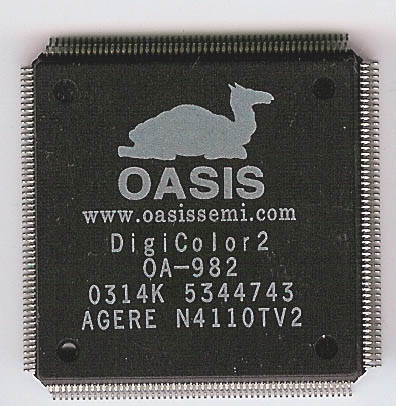 OASIS
www.oasissemi.com
DigiColor2
OA-982
0314K 5344743
AGERE N4110TV2